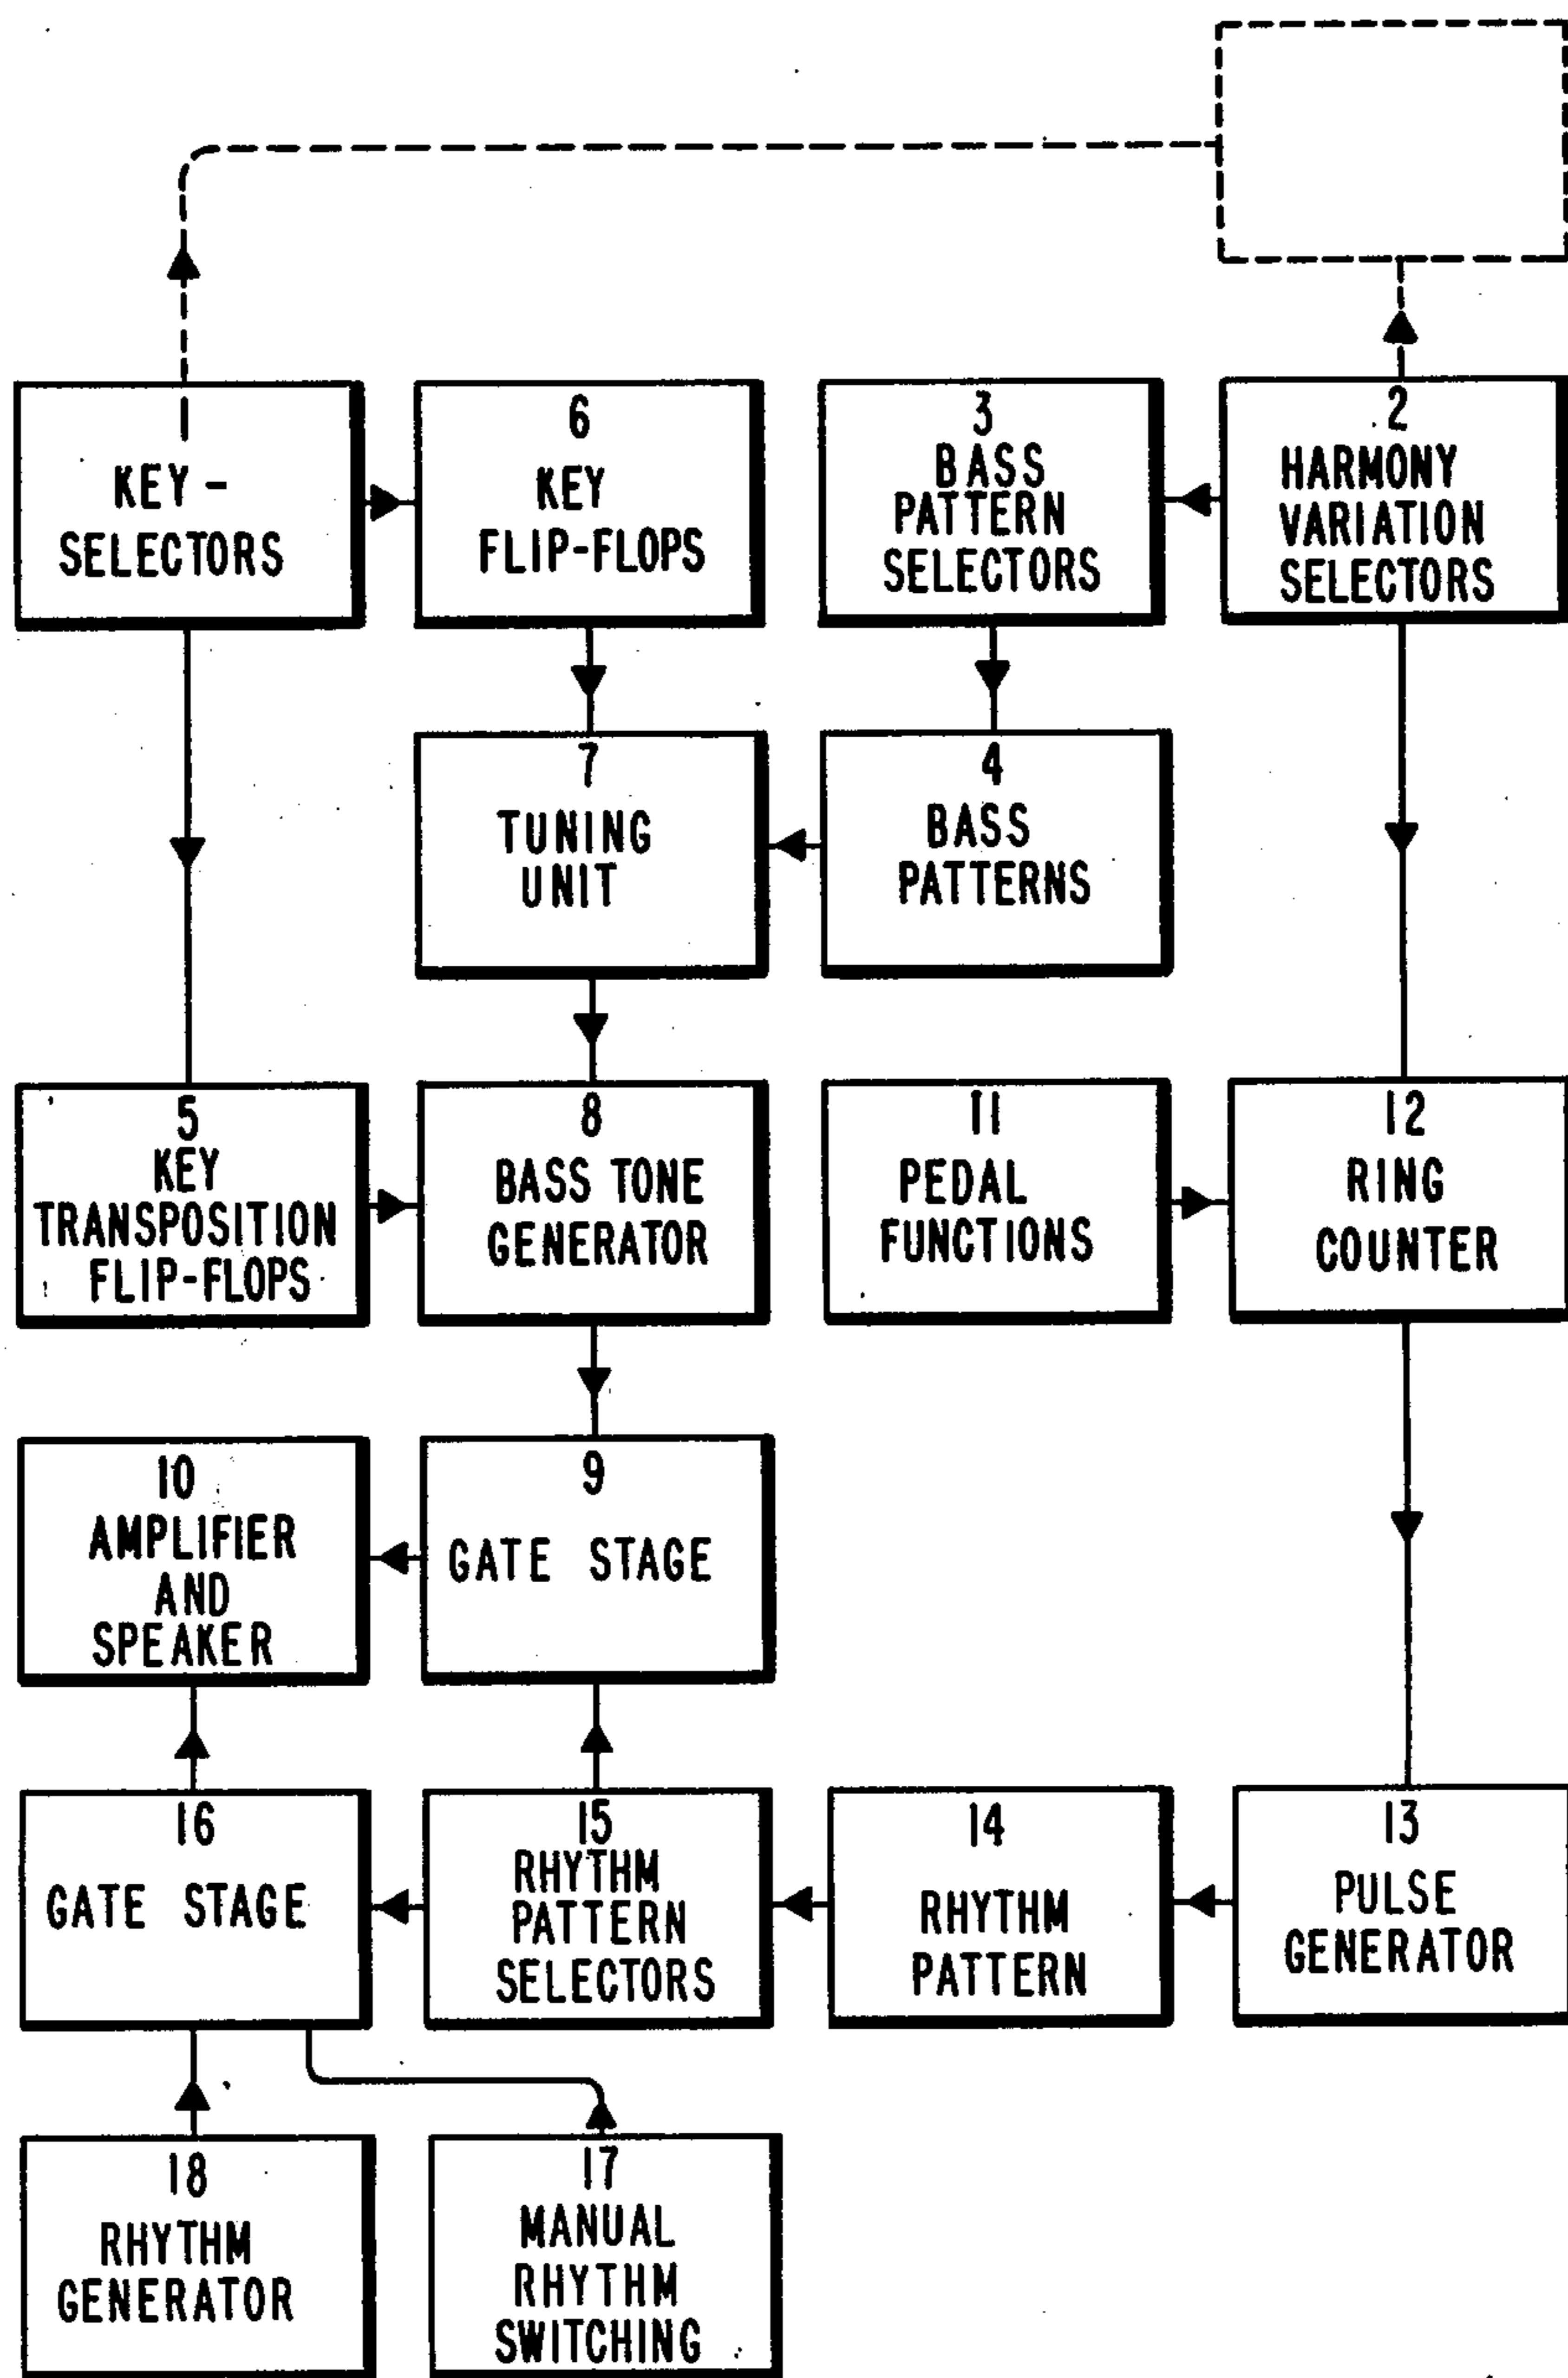 1
KEY-
SELECTORS
6
KEY
FLIP-FLOPS
3
BASS
PATTERN
SELECTORS
2
HARMONY
VARIATION
SELECTORS
7
TUNING
UNIT
4
BASS
PATTERNS
5
KEY
TRANSPOSITION
FLIP-FLOPS
8
BASS TONE
GENERATOR
11
PEDAL
FUNCTIONS
12
RING
COUNTER
10
AMPLIFIER
AND
SPEAKER
9
GATE STAGE
16
GATE STAGE
15
RHYTHM
PATTERN
SELECTORS
14
RHYTHM
PATTERN
13
PULSE
GENERATOR
18
RHYTHM
GENERATOR
17
MANUAL
RHYTHM
SWITCHING